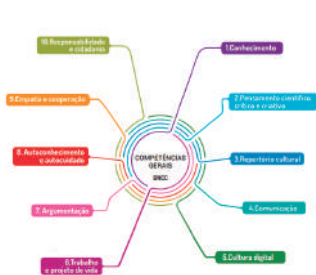 1.Conhecimento
2.Pensamento científico
crítico e criativo
3.Repertório cultural
4.Comunicação
5.Cultura digital
6.Trabalho
e projeto de vida
7. Argumentação
8. Autoconhecimento
e autocuidado
9.Empatia e cooperação
10.Responsabilidade
e cidadania
COMPETÊNCIAS
GERAIS
BNCC